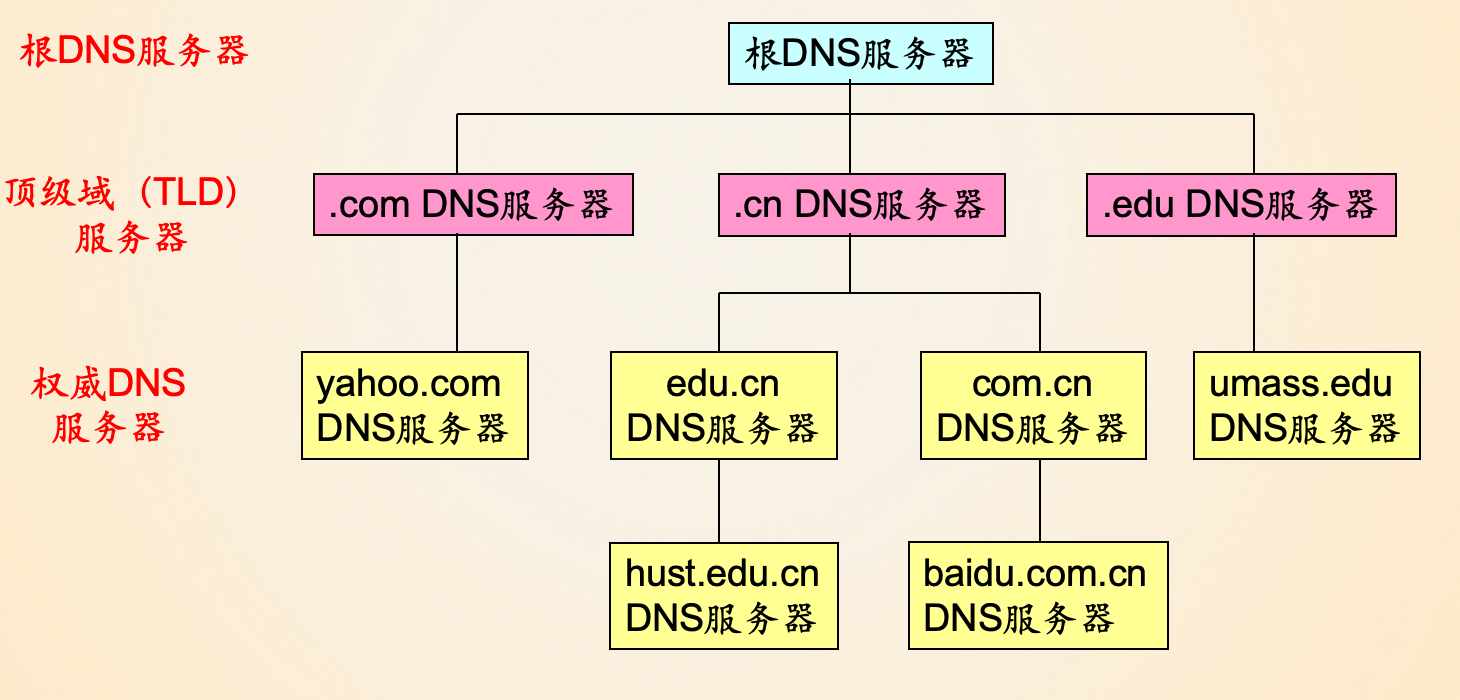 根DNS服务器
根DNS服务器
顶级域（TLD）
服务器
.com DNS服务器
.cn DNS服务器
.edu DNS服务器
权威DNS
服务器
yahoo.com
DNS服务器
edu.cn
DNS服务器
com.cn
DNS服务器
umass.edu
DNS服务器
hust.edu.cn
DNS服务器
baidu.com.cn
DNS服务器